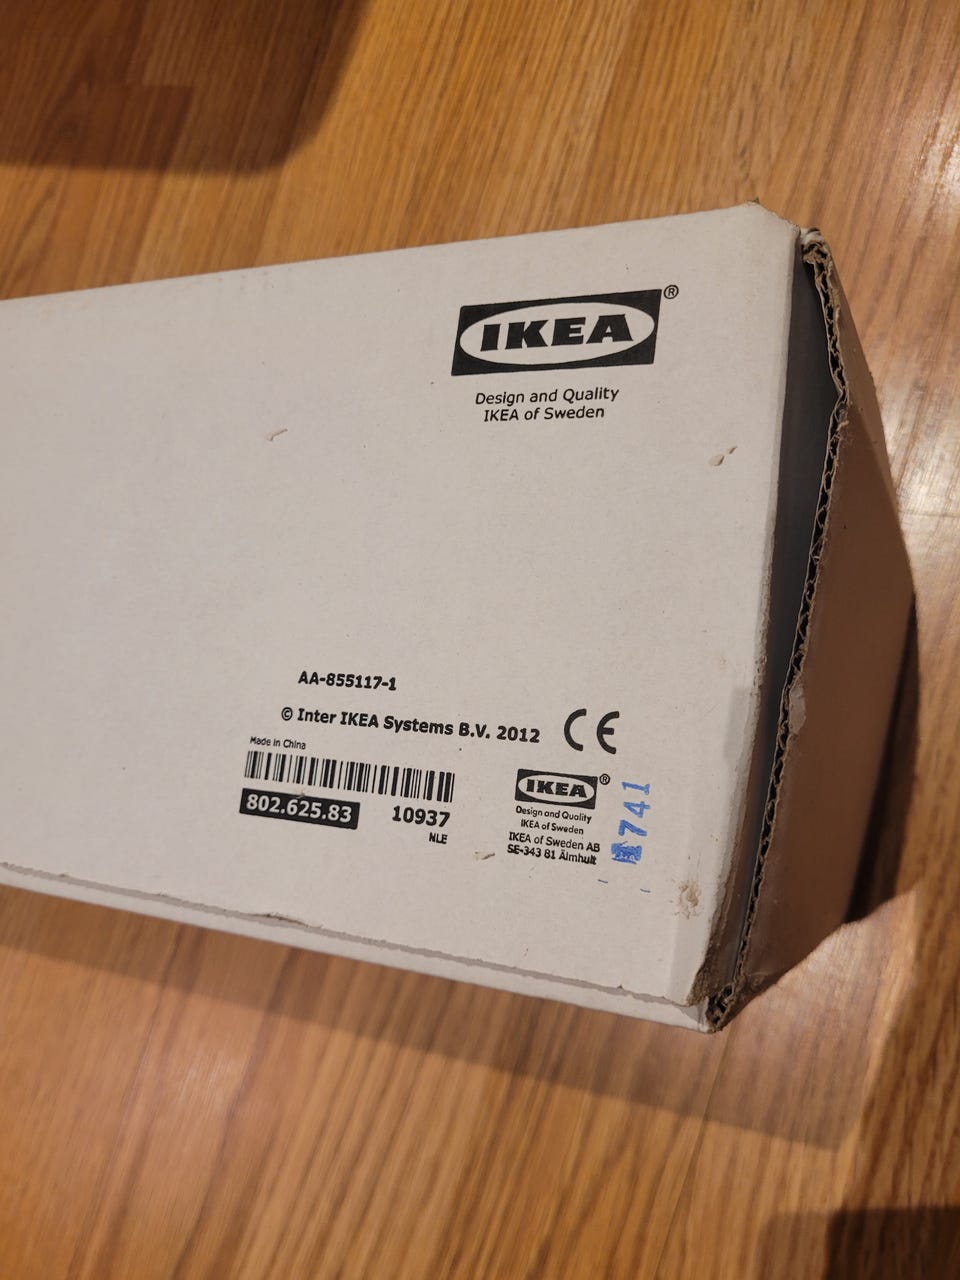 IKEA®
Design and Quality
IKEA of Sweden
AA-855117-1
© Inter IKEA Systems B.V. 2012
CE
Made in China
802.625.83
10937
NLE
IKEA®
Design and Quality
IKEA of Sweden
IKEA of Sweden AB
SE-343 81 Älmhult
741